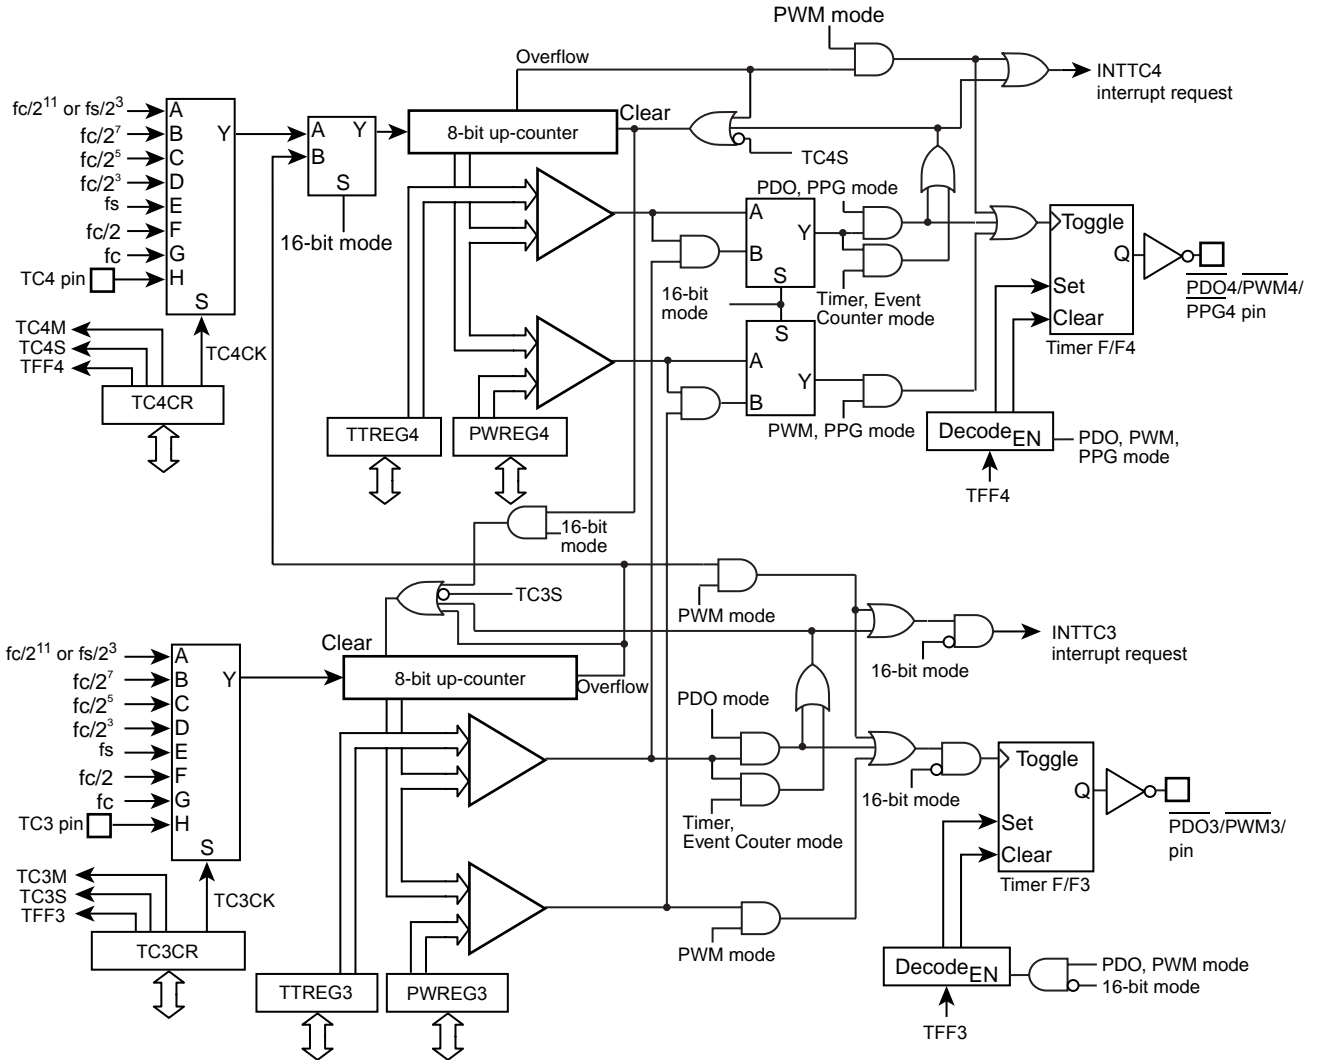 PWM mode
Overflow
INTTC4
interrupt request
fc/2¹¹ or fs/2³
fc/2⁷
fc/2⁵
fc/2³
fs
fc/2
fc
TC4 pin
A
B
C
D
E
F
G
H
Y
S
A
B
Y
S
16-bit mode
8-bit up-counter
Clear
TC4S
PDO, PPG mode
A
B
Y
S
16-bit
mode
Timer, Event
Counter mode
S
A
B
Y
PWM, PPG mode
Toggle
Q
Set
Clear
Timer F/F4
PDO4/PWM4/
PPG4 pin
TC4M
TC4S
TFF4
TC4CK
TC4CR
TTREG4
PWREG4
Decode
EN
PDO, PWM,
PPG mode
TFF4
16-bit
mode
TC3S
PWM mode
INTTC3
interrupt request
16-bit mode
Clear
8-bit up-counter
Overflow
fc/2¹¹ or fs/2³
fc/2⁷
fc/2⁵
fc/2³
fs
fc/2
fc
TC3 pin
A
B
C
D
E
F
G
H
Y
S
PDO mode
Timer,
Event Couter mode
16-bit mode
Toggle
Q
Set
Clear
Timer F/F3
PDO3/PWM3/
pin
TC3M
TC3S
TFF3
TC3CK
TC3CR
TTREG3
PWREG3
PWM mode
Decode
EN
PDO, PWM mode
16-bit mode
TFF3